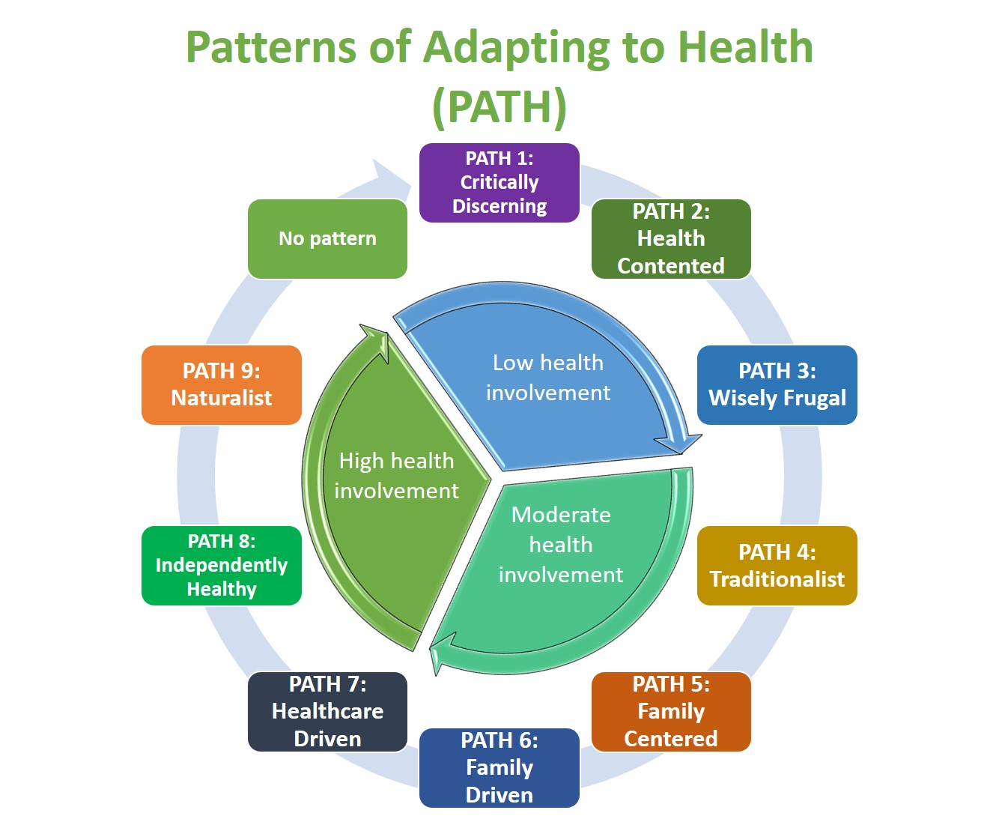 Patterns of Adapting to Health
(PATH)
PATH 1:
Critically
Discerning
PATH 2:
Health
Contented
PATH 3:
Wisely Frugal
PATH 4:
Traditionalist
PATH 5:
Family
Centered
PATH 6:
Family
Driven
PATH 7:
Healthcare
Driven
PATH 8:
Independently
Healthy
PATH 9:
Naturalist
No pattern
Low health
involvement
Moderate
health
involvement
High health
involvement